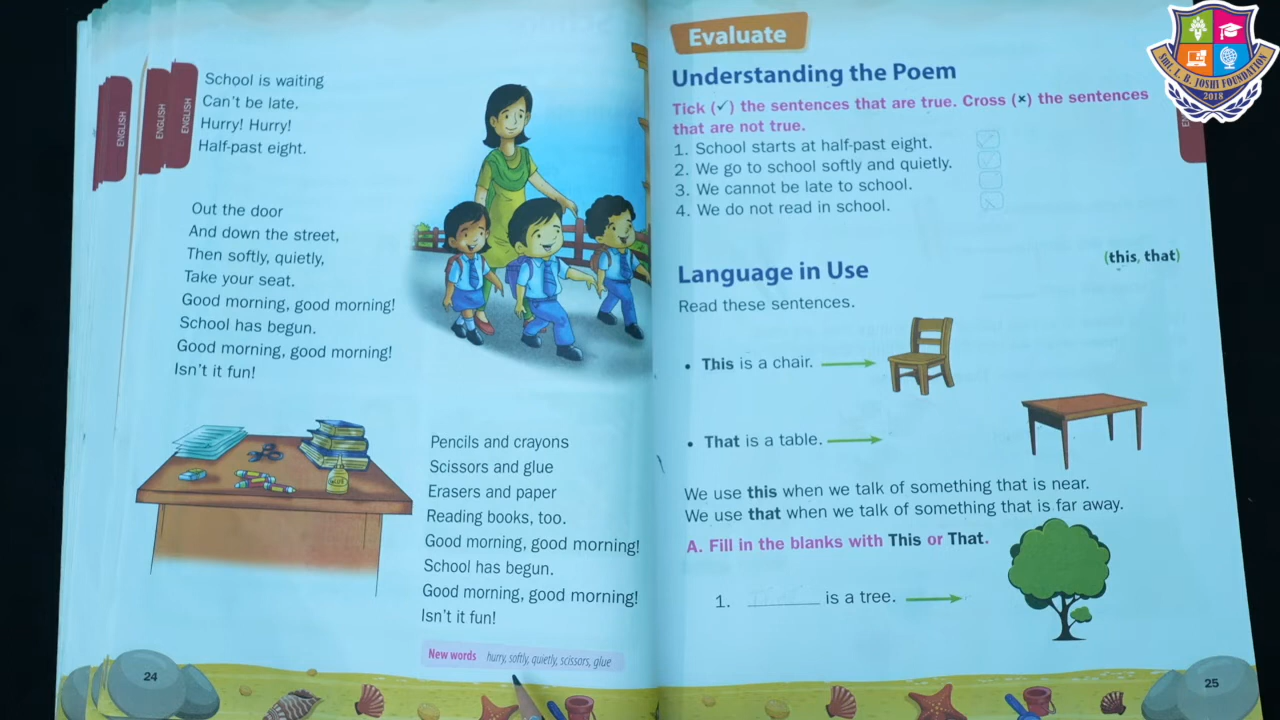 ENGLISH
ENGLISH
ENGLISH
School is waiting
Can't be late.
Hurry! Hurry!
Half-past eight.
Out the door
And down the street,
Then softly, quietly,
Take your seat.
Good morning, good morning!
School has begun.
Good morning, good morning!
Isn't it fun!
Pencils and crayons
Scissors and glue
Erasers and paper
Reading books, too.
Good morning, good morning!
School has begun.
Good morning, good morning!
Isn't it fun!
New words hurry, softly, quietly, scissors, glue
24
Evaluate
Understanding the Poem
Tick (✓) the sentences that are true. Cross (×) the sentences
that are not true.
1. School starts at half-past eight.
2. We go to school softly and quietly.
3. We cannot be late to school.
4. We do not read in school.
Language in Use
(this, that)
Read these sentences.
• This is a chair.
• That is a table.
We use this when we talk of something that is near.
We use that when we talk of something that is far away.
A. Fill in the blanks with This or That.
1. ________ is a tree.
25
SMT. L. B. JOSHI FOUNDATION
2018